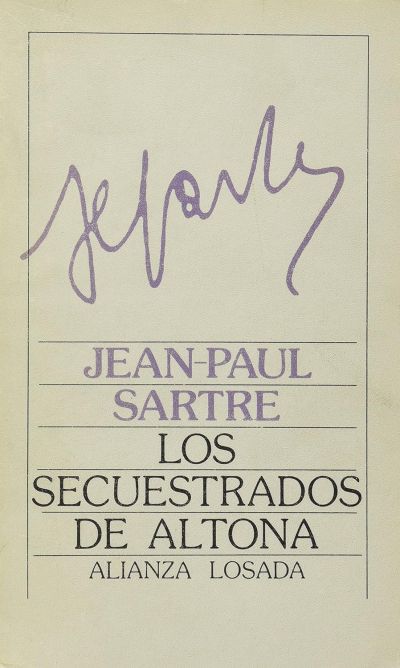 JEAN-PAUL
SARTRE
LOS
SECUESTRADOS
DE ALTONA
ALIANZA LOSADA